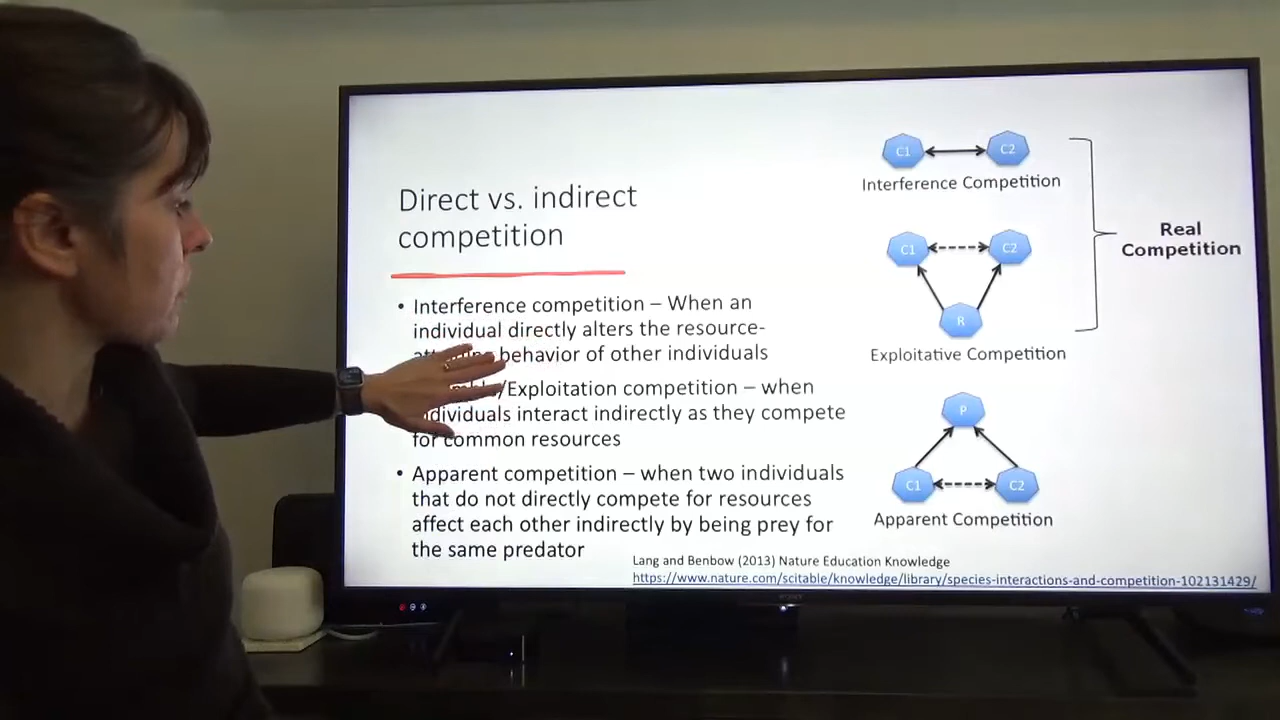 Direct vs. indirect
competition
• Interference competition – When an
individual directly alters the resource-
behavior of other individuals
/Exploitation competition – when
individuals interact indirectly as they compete
for common resources
• Apparent competition – when two individuals
that do not directly compete for resources
affect each other indirectly by being prey for
the same predator
C1 C2
Interference Competition
C1 C2
R
Exploitative Competition
Real
Competition
P
C1 C2
Apparent Competition
Lang and Benbow (2013) Nature Education Knowledge
https://www.nature.com/scitable/knowledge/library/species-interactions-and-competition-102131429/
SONY